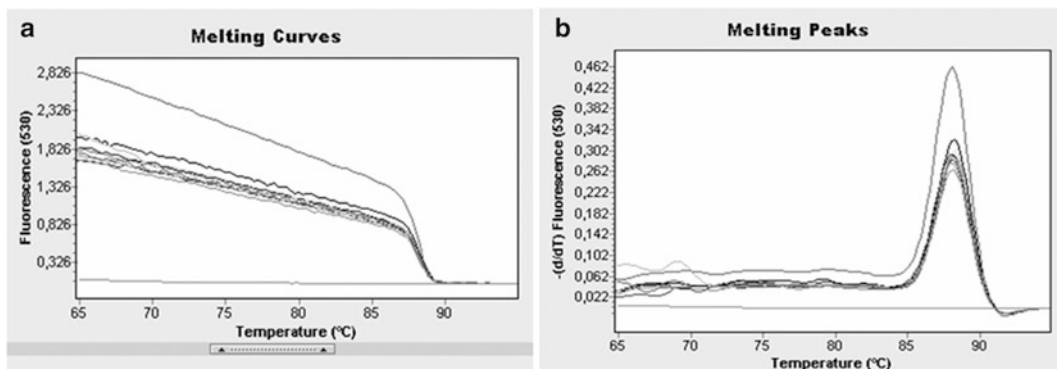 a
Melting Curves
Fluorescence (530)
2,826
2,326
1,826
1,326
0,826
0,326
65 70 75 80 85 90
Temperature (ºC)
b
Melting Peaks
-(d/dT) Fluorescence (530)
0,462
0,422
0,382
0,342
0,302
0,262
0,222
0,182
0,142
0,102
0,062
0,022
65 70 75 80 85 90
Temperature (ºC)